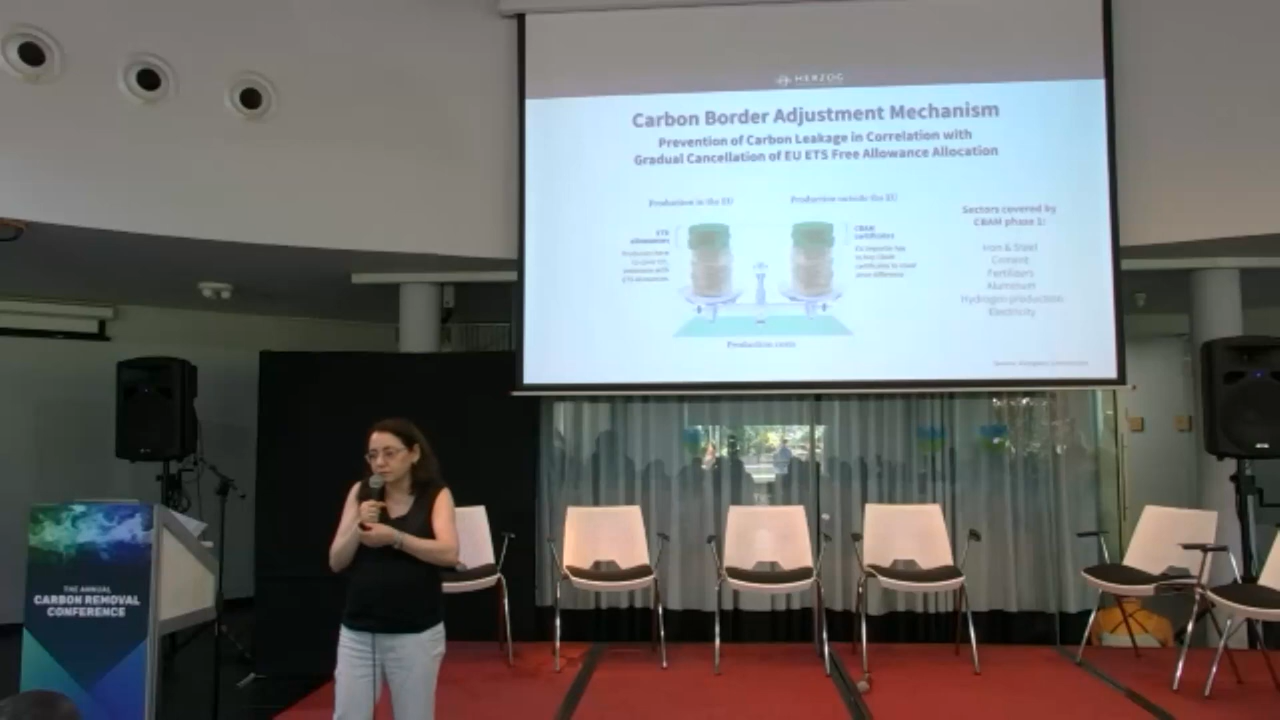 HERZOG
Carbon Border Adjustment Mechanism
Prevention of Carbon Leakage in Correlation with
Gradual Cancellation of EU ETS Free Allowance Allocation
Production in the EU
Production outside the EU
Sectors covered by
CBAM phase 1:
ETS
allowances
CBAM
certificates
Iron & Steel
Cement
Fertilizers
Aluminum
Hydrogen production
Electricity
Production costs
THE ANNUAL
CARBON REMOVAL
CONFERENCE